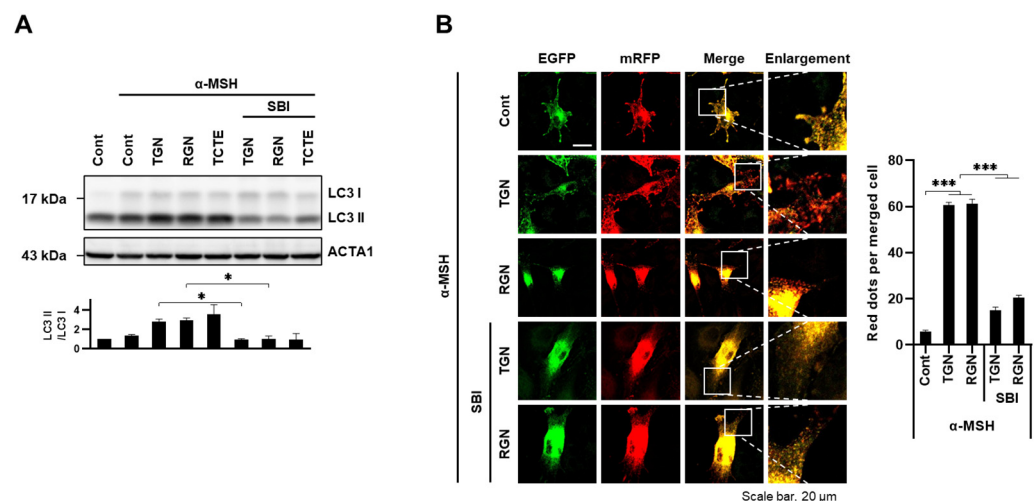 A
α-MSH
SBI
Cont
Cont
TGN
RGN
TCTE
TGN
RGN
TCTE
17 kDa
LC3 I
LC3 II
43 kDa
ACTA1
LC3 II
/LC3 I
4
2
0
*
*
B
EGFP mRFP Merge Enlargement
α-MSH
Cont
TGN
RGN
SBI
TGN
RGN
Scale bar, 20 um
Red dots per merged cell
80
60
40
20
0
***
***
Cont
TGN
RGN
TGN
RGN
SBI
α-MSH